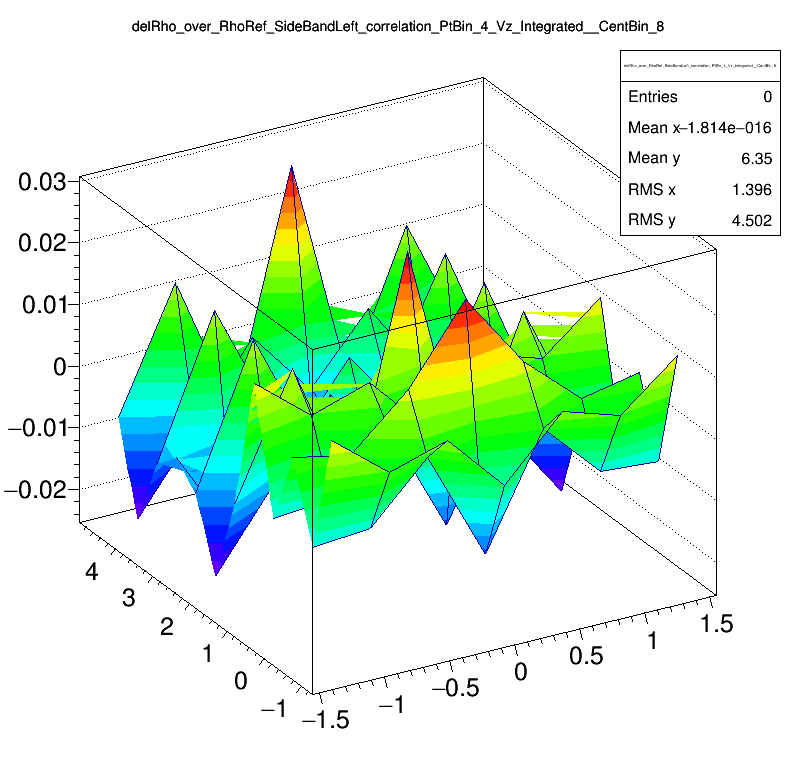 delRho_over_RhoRef_SideBandLeft_correlation_PtBin_4_Vz_Integrated__CentBin_8
delRho_over_RhoRef_SideBandLeft_correlation_PtBin_4_Vz_Integrated__CentBin_8
Entries 0
Mean x−1.814e−016
Mean y 6.35
RMS x 1.396
RMS y 4.502
0.03
0.02
0.01
0
−0.01
−0.02
4
3
2
1
0
−1
−1.5
−1
−0.5
0
0.5
1
1.5